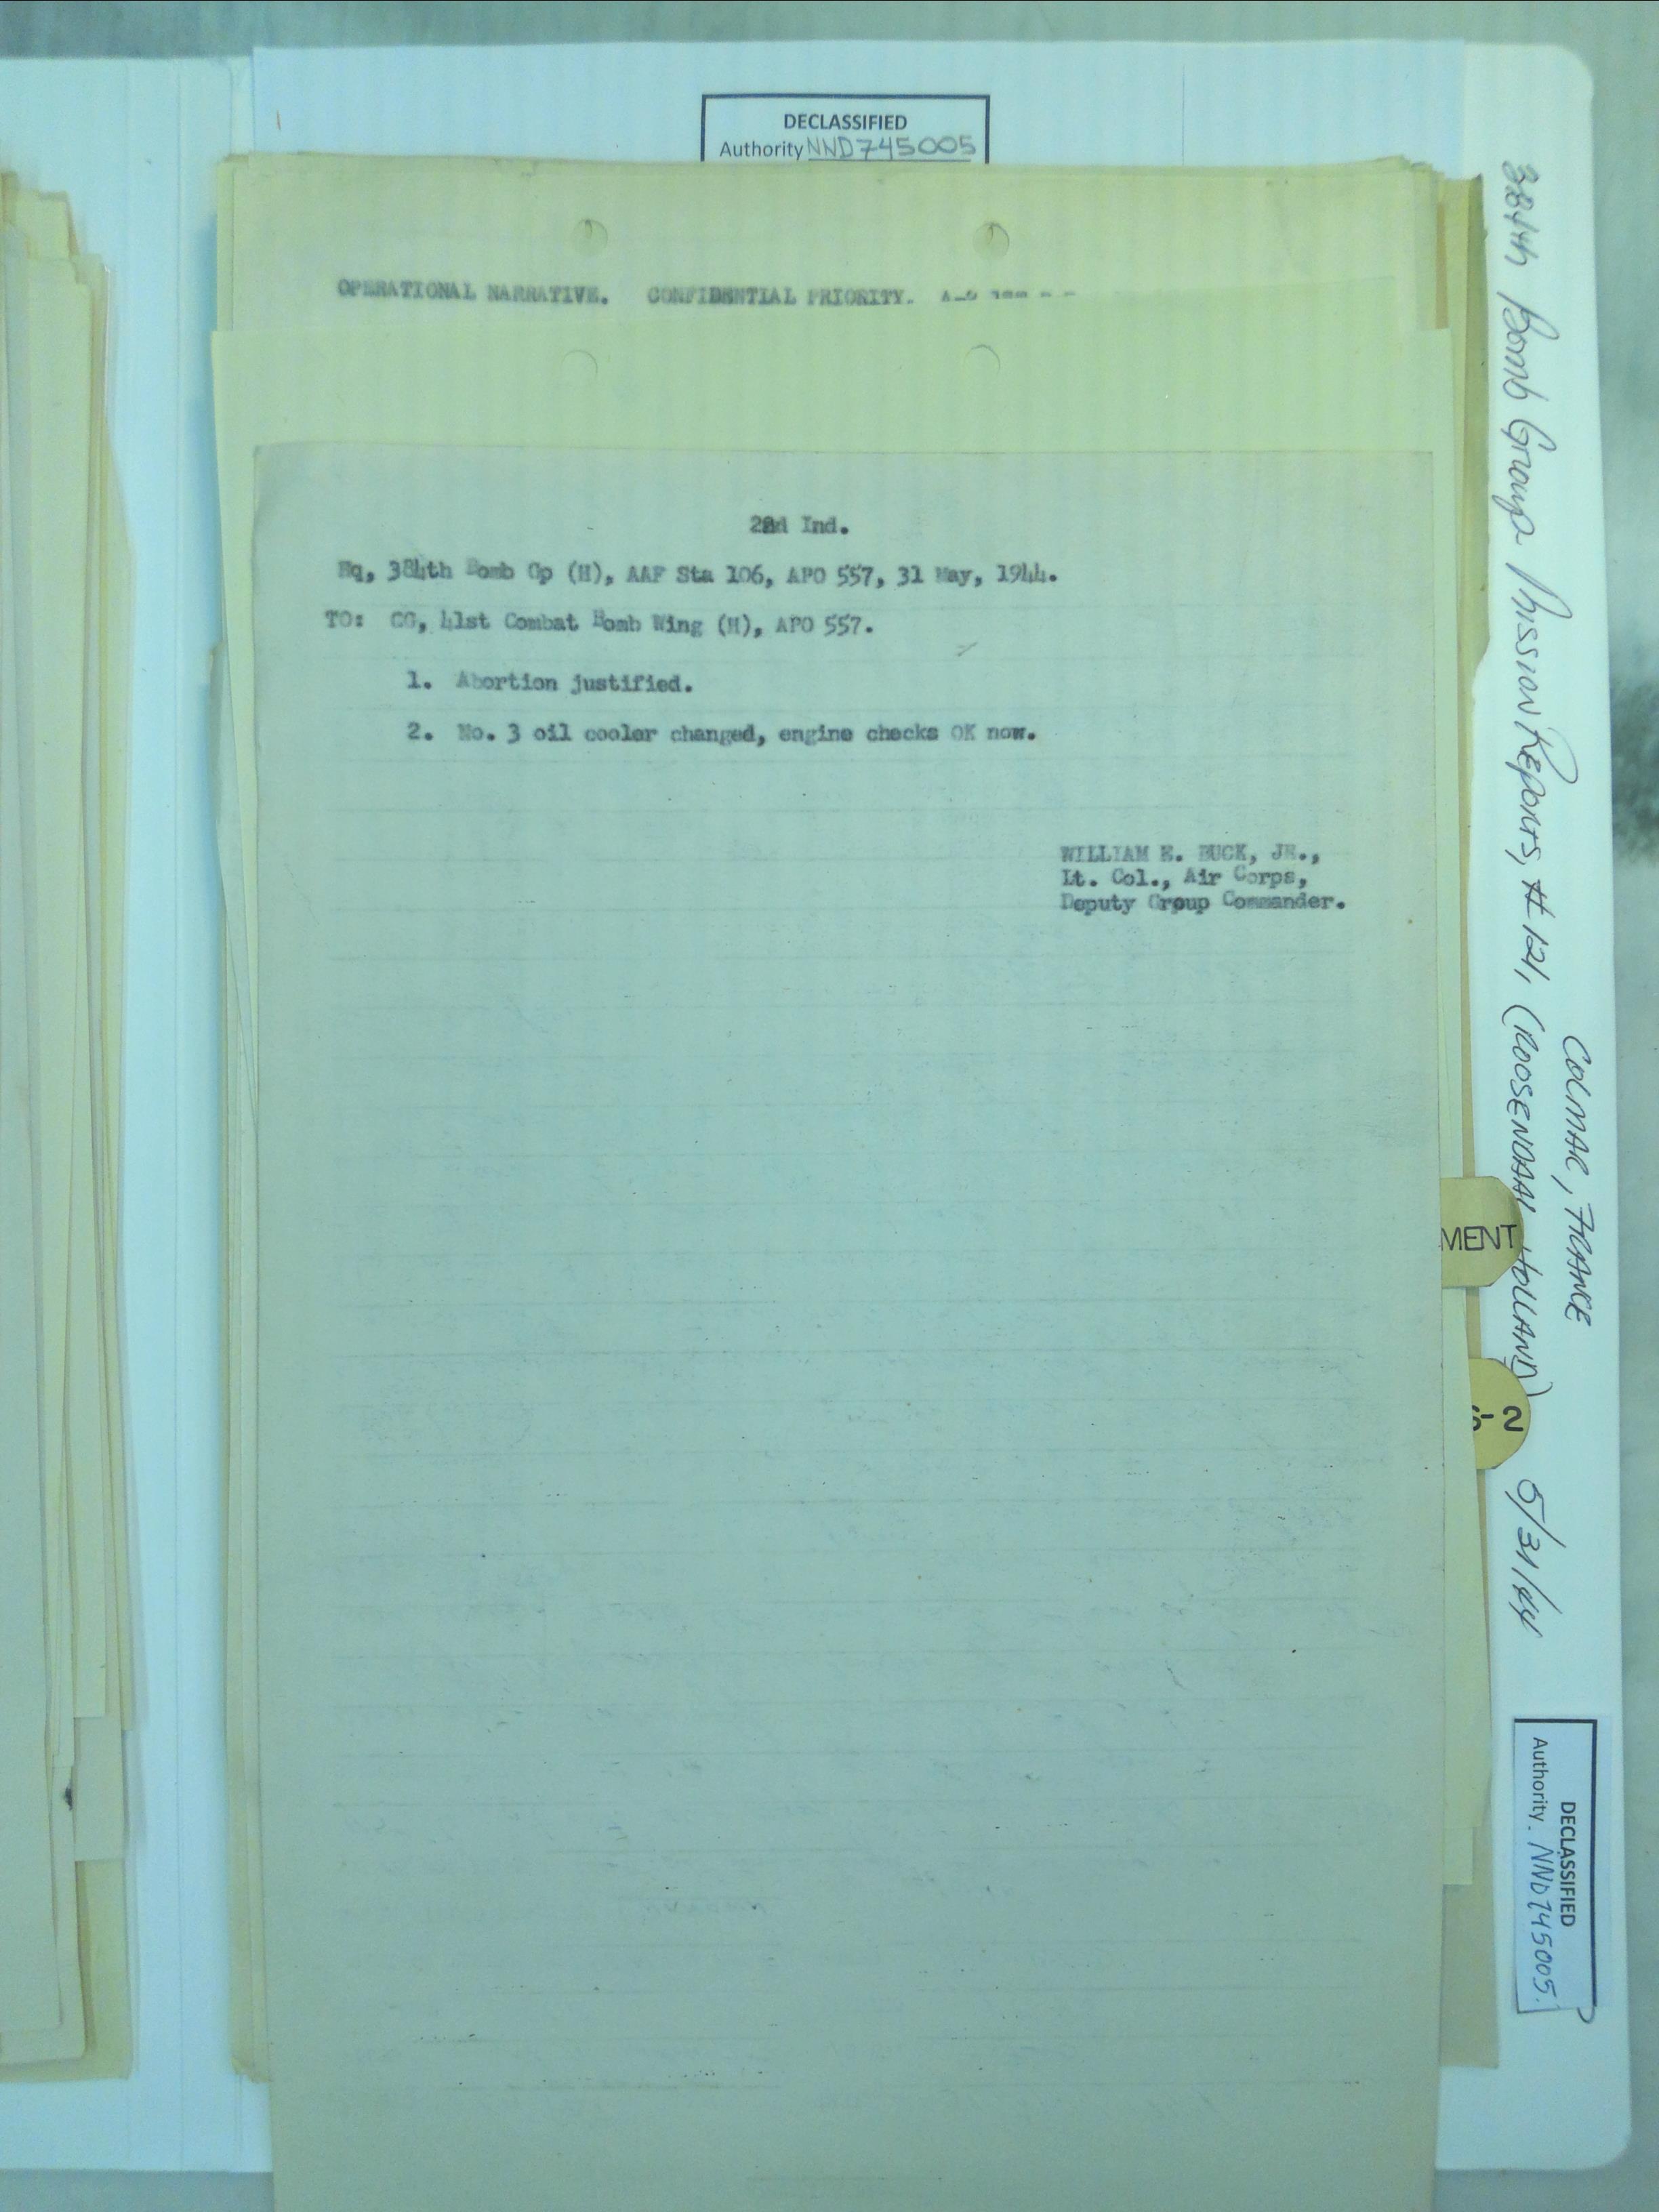 DECLASSIFIED
Authority NND745005
OPERATIONAL NARRATIVE. CONFIDENTIAL PRIORITY.
2nd Ind.
Hq, 384th Bomb Gp (H), AAF Sta 106, APO 557, 31 May, 1944.
TO: CG, 41st Combat Bomb Wing (H), APO 557.
1. Abortion justified.
2. No. 3 oil cooler changed, engine checks OK now.
WILLIAM E. BUCK, JR.,
Lt. Col., Air Corps,
Deputy Group Commander.
COLMAR, FRANCE
384th Bomb Group Mission Reports, #121, (ROOSENDAAL HOLLAND) 5/31/44
MENT
S-2
DECLASSIFIED
Authority NND745005